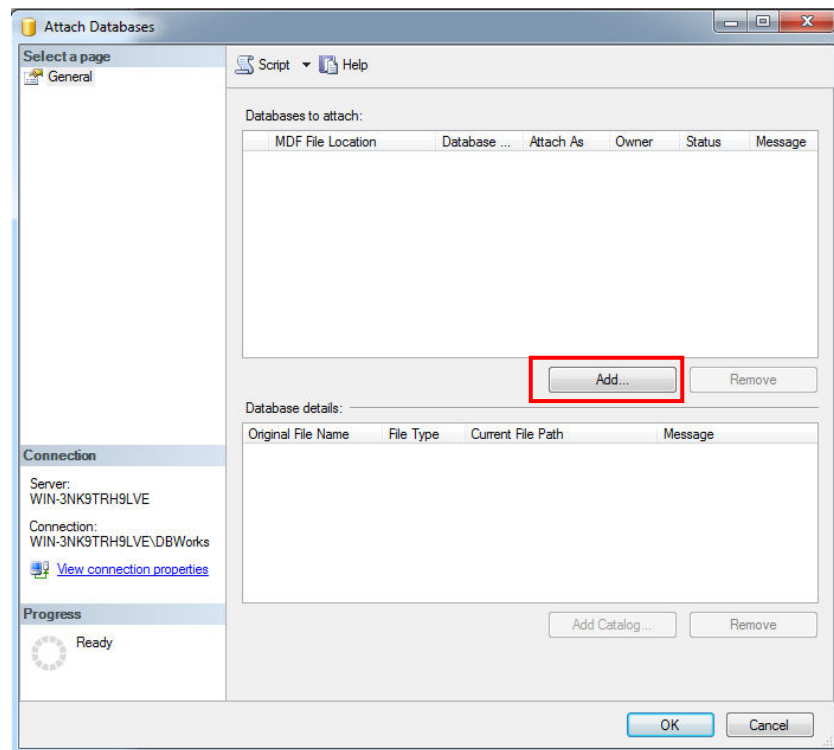 Attach Databases
Select a page
General
Script
Help
Databases to attach:
MDF File Location Database ... Attach As Owner Status Message
Add... Remove
Database details:
Original File Name File Type Current File Path Message
Connection
Server:
WIN-3NK9TRH9LVE
Connection:
WIN-3NK9TRH9LVE\DBWorks
View connection properties
Progress
Ready
Add Catalog... Remove
OK Cancel